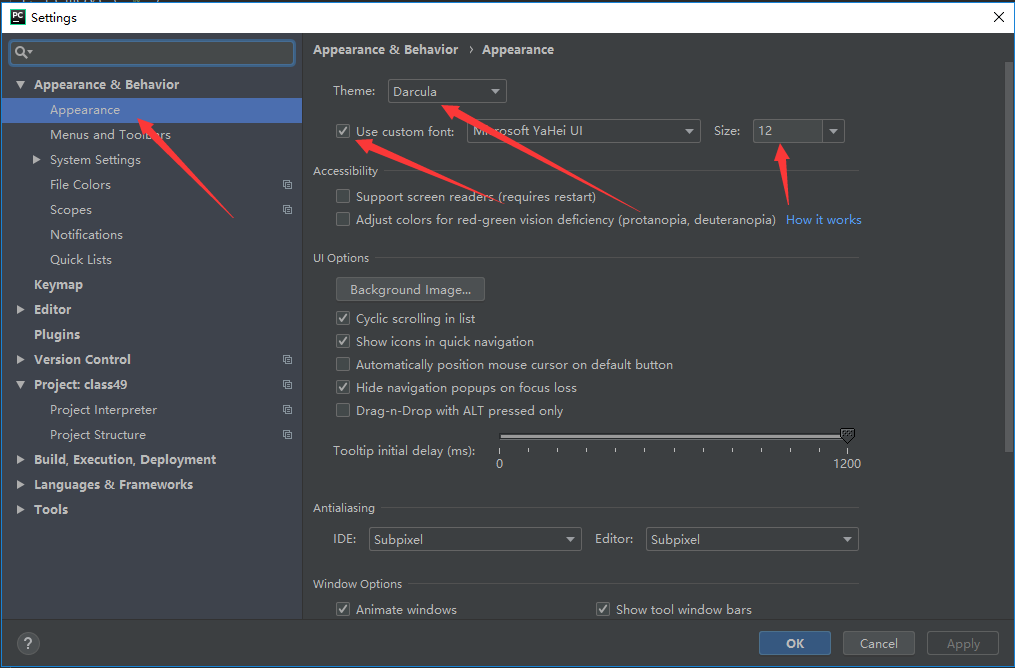 PC Settings
Appearance & Behavior
Appearance
Menus and Toolbars
System Settings
File Colors
Scopes
Notifications
Quick Lists
Keymap
Editor
Plugins
Version Control
Project: class49
Project Interpreter
Project Structure
Build, Execution, Deployment
Languages & Frameworks
Tools
Appearance & Behavior › Appearance
Theme: Darcula
Use custom font: Microsoft YaHei UI Size: 12
Accessibility
Support screen readers (requires restart)
Adjust colors for red-green vision deficiency (protanopia, deuteranopia) How it works
UI Options
Background Image...
Cyclic scrolling in list
Show icons in quick navigation
Automatically position mouse cursor on default button
Hide navigation popups on focus loss
Drag-n-Drop with ALT pressed only
Tooltip initial delay (ms):
0 1200
Antialiasing
IDE: Subpixel Editor: Subpixel
Window Options
Animate windows Show tool window bars
? OK Cancel Apply